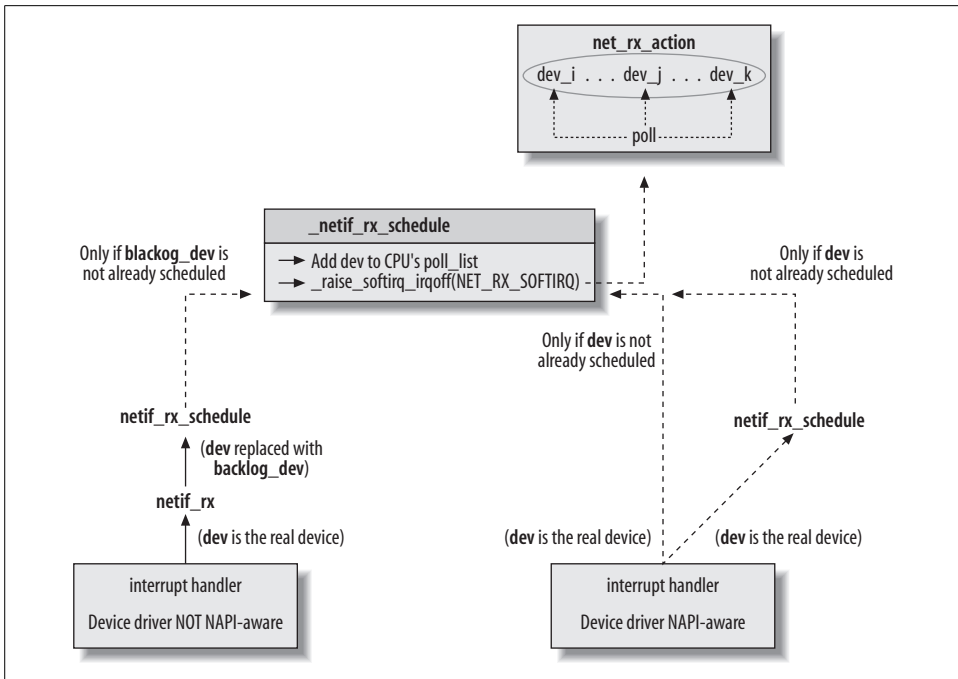 net_rx_action
dev_i . . . dev_j . . . dev_k
poll
_netif_rx_schedule
Add dev to CPU's poll_list
_raise_softirq_irqoff(NET_RX_SOFTIRQ)
Only if blackog_dev is
not already scheduled
Only if dev is
not already scheduled
Only if dev is not
already scheduled
netif_rx_schedule
(dev replaced with
backlog_dev)
netif_rx
(dev is the real device)
interrupt handler
Device driver NOT NAPI-aware
netif_rx_schedule
(dev is the real device)
(dev is the real device)
interrupt handler
Device driver NAPI-aware